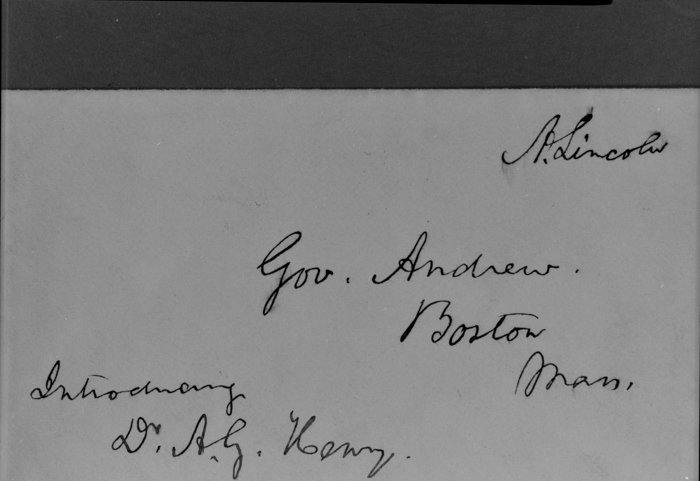 A. Lincoln
Gov. Andrew.
Boston
Mass.
Introducing
Dr. A. G. Henry.